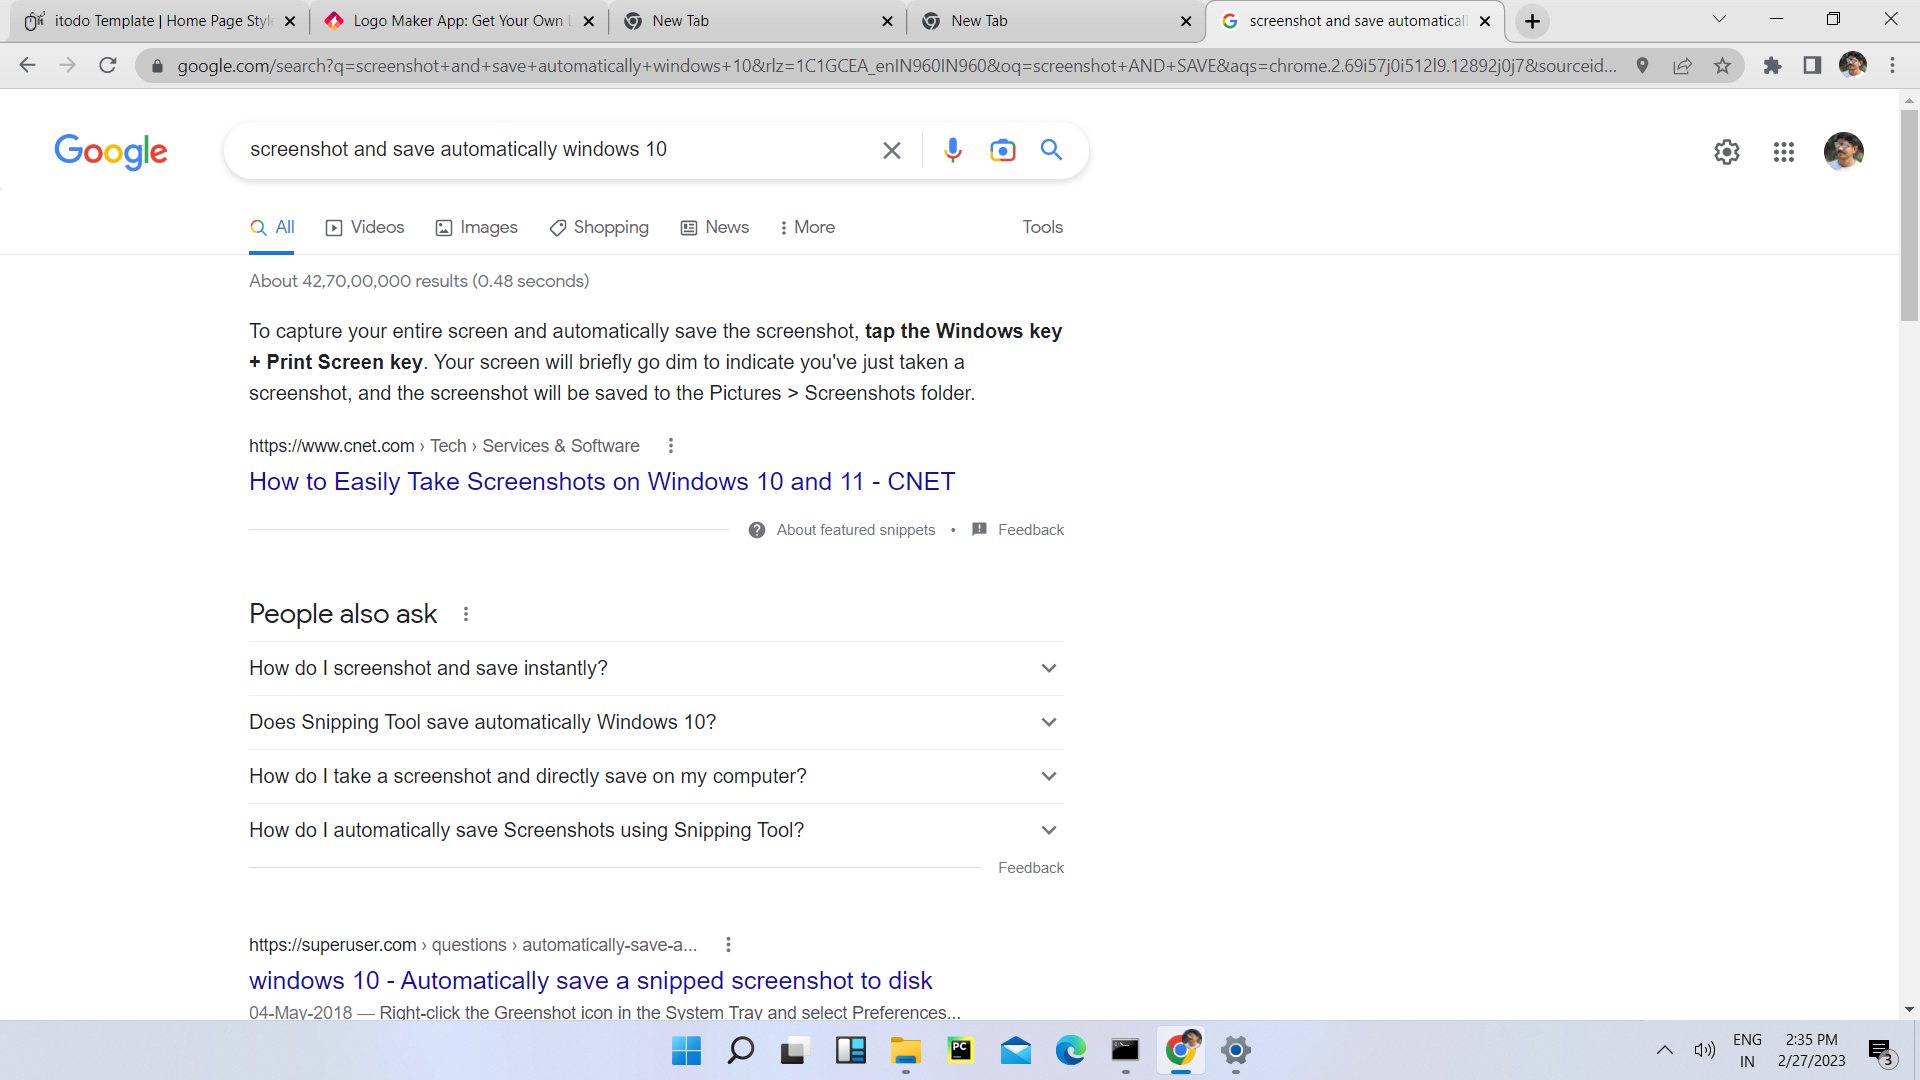 itodo Template | Home Page Styl
Logo Maker App: Get Your Own L
New Tab
New Tab
screenshot and save automaticall
google.com/search?q=screenshot+and+save+automatically+windows+10&rlz=1C1GCEA_enIN960IN960&oq=screenshot+AND+SAVE&aqs=chrome.2.69i57j0i512l9.12892j0j7&sourceid...
Google
screenshot and save automatically windows 10
All
Videos
Images
Shopping
News
More
Tools
About 42,70,00,000 results (0.48 seconds)
To capture your entire screen and automatically save the screenshot, tap the Windows key
+ Print Screen key. Your screen will briefly go dim to indicate you've just taken a
screenshot, and the screenshot will be saved to the Pictures > Screenshots folder.
https://www.cnet.com › Tech › Services & Software
How to Easily Take Screenshots on Windows 10 and 11 - CNET
About featured snippets • Feedback
People also ask
How do I screenshot and save instantly?
Does Snipping Tool save automatically Windows 10?
How do I take a screenshot and directly save on my computer?
How do I automatically save Screenshots using Snipping Tool?
Feedback
https://superuser.com › questions › automatically-save-a...
windows 10 - Automatically save a snipped screenshot to disk
04-May-2018 — Right-click the Greenshot icon in the System Tray and select Preferences...
PC
ENG
IN
2:35 PM
2/27/2023
3